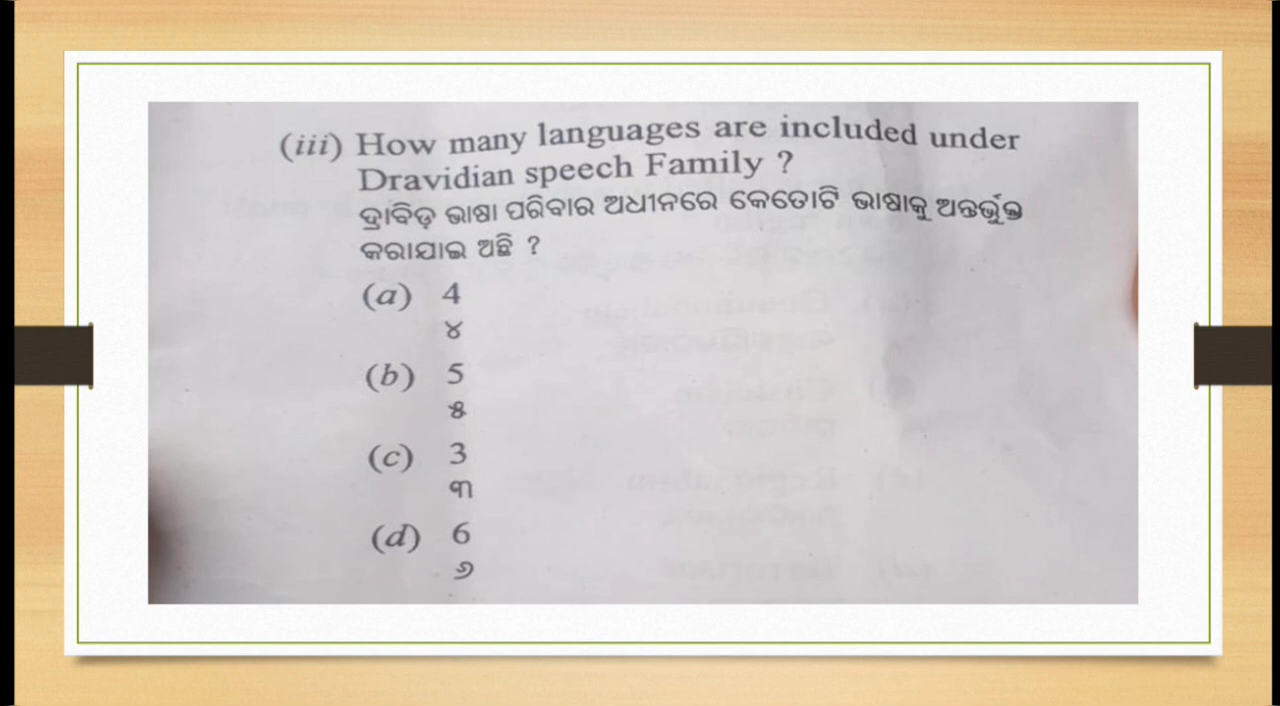 (iii) How many languages are included under
Dravidian speech Family ?
ଦ୍ରାବିଡ଼ ଭାଷା ପରିବାର ଅଧୀନରେ କେତୋଟି ଭାଷାକୁ ଅନ୍ତର୍ଭୁକ୍ତ
କରାଯାଇ ଅଛି ?
(a) 4
୪
(b) 5
୫
(c) 3
୩
(d) 6
୬